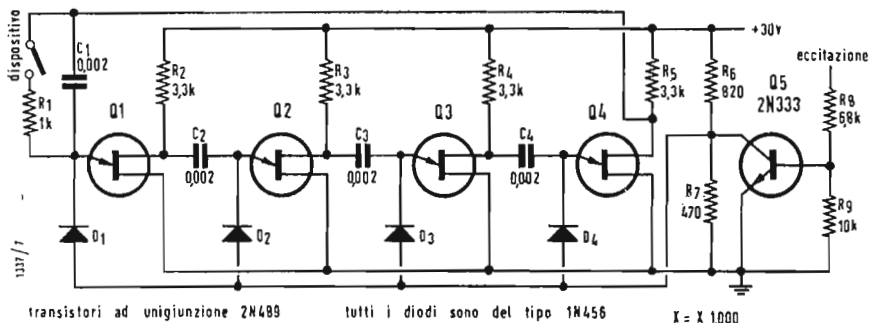 dispositivo
C1
0,002
R1
1k
Q1
R2
3,3k
C2
0,002
Q2
R3
3,3k
C3
0,002
Q3
R4
3,3k
C4
0,002
Q4
R5
3,3k
+30v
R6
820
Q5
2N333
eccitazione
R8
6,8k
R7
470
R9
10k
D1
D2
D3
D4
1337/7
transistori ad unigiunzione 2N489
tutti i diodi sono del tipo 1N456
K = X 1.000